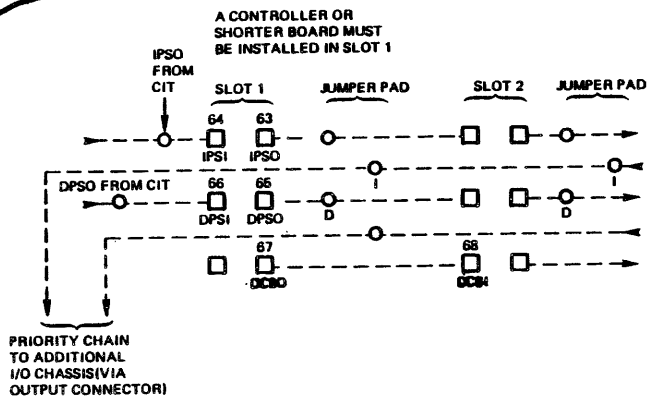 A CONTROLLER OR
SHORTER BOARD MUST
BE INSTALLED IN SLOT 1
IPSO
FROM
CIT
SLOT 1
JUMPER PAD
SLOT 2
JUMPER PAD
64
63
IPSI
IPSO
I
I
DPSO FROM CIT
66
65
DPSI
DPSO
D
D
67
68
DCBO
DCBI
PRIORITY CHAIN
TO ADDITIONAL
I/O CHASSIS(VIA
OUTPUT CONNECTOR)